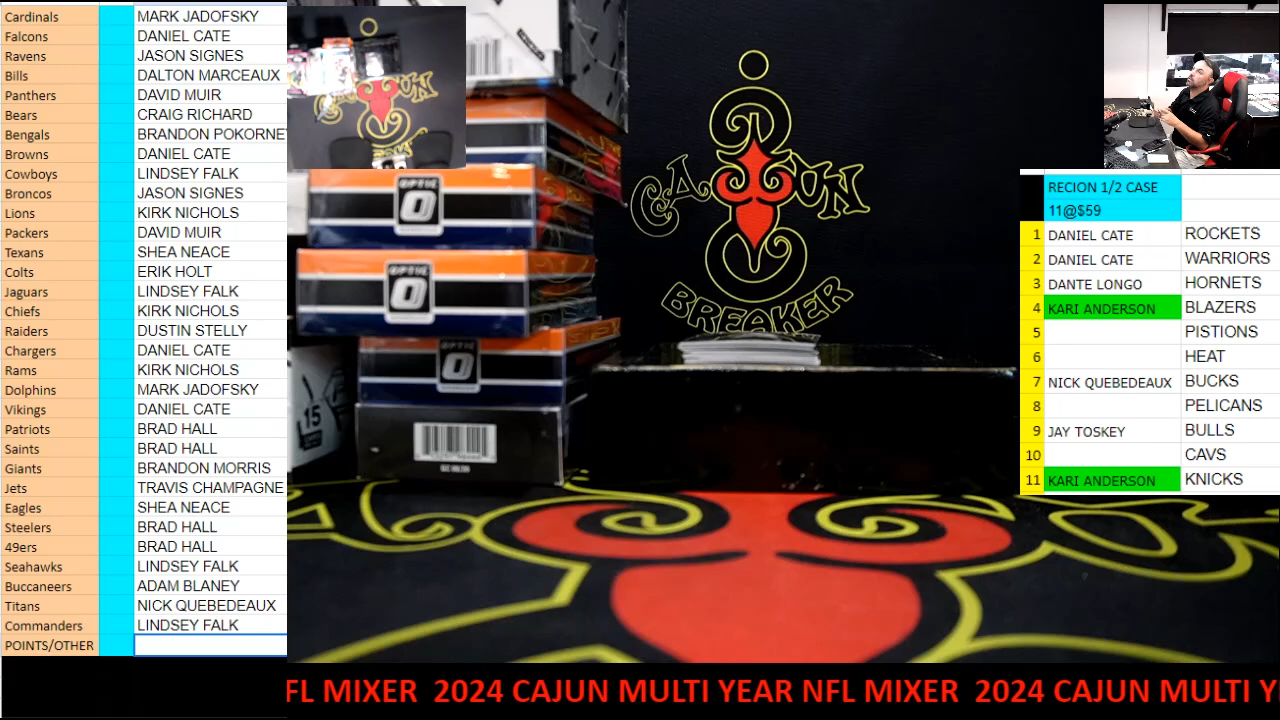 Cardinals MARK JADOFSKY
Falcons DANIEL CATE
Ravens JASON SIGNES
Bills DALTON MARCEAUX
Panthers DAVID MUIR
Bears CRAIG RICHARD
Bengals BRANDON POKORNE
Browns DANIEL CATE
Cowboys LINDSEY FALK
Broncos JASON SIGNES
Lions KIRK NICHOLS
Packers DAVID MUIR
Texans SHEA NEACE
Colts ERIK HOLT
Jaguars LINDSEY FALK
Chiefs KIRK NICHOLS
Raiders DUSTIN STELLY
Chargers DANIEL CATE
Rams KIRK NICHOLS
Dolphins MARK JADOFSKY
Vikings DANIEL CATE
Patriots BRAD HALL
Saints BRAD HALL
Giants BRANDON MORRIS
Jets TRAVIS CHAMPAGNE
Eagles SHEA NEACE
Steelers BRAD HALL
49ers BRAD HALL
Seahawks LINDSEY FALK
Buccaneers ADAM BLANEY
Titans NICK QUEBEDEAUX
Commanders LINDSEY FALK
POINTS/OTHER
OPTIC
OPTIC
OPTIC
15
CAJUN
BREAKER
RECION 1/2 CASE
11@$59
1 DANIEL CATE ROCKETS
2 DANIEL CATE WARRIORS
3 DANTE LONGO HORNETS
4 KARI ANDERSON BLAZERS
5 PISTIONS
6 HEAT
7 NICK QUEBEDEAUX BUCKS
8 PELICANS
9 JAY TOSKEY BULLS
10 CAVS
11 KARI ANDERSON KNICKS
FL MIXER 2024 CAJUN MULTI YEAR NFL MIXER 2024 CAJUN MULTI Y